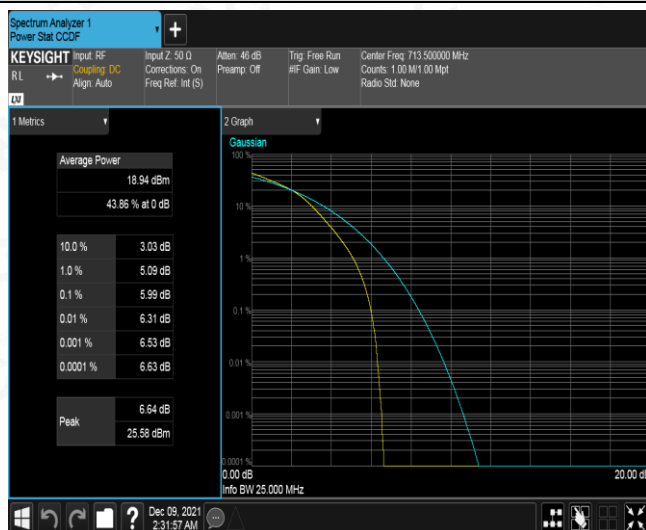 Spectrum Analyzer 1
Power Stat CCDF
+
KEYSIGHT
RL
Input: RF
Coupling: DC
Align: Auto
Input Z: 50 Ω
Corrections: On
Freq Ref: Int (S)
Atten: 46 dB
Preamp: Off
Trig: Free Run
#IF Gain: Low
Center Freq: 713.500000 MHz
Counts: 1.00 M/1.00 Mpt
Radio Std: None
1 Metrics
Average Power
18.94 dBm
43.86 % at 0 dB
10.0 % 3.03 dB
1.0 % 5.09 dB
0.1 % 5.99 dB
0.01 % 6.31 dB
0.001 % 6.53 dB
0.0001 % 6.63 dB
Peak
6.64 dB
25.58 dBm
2 Graph
Gaussian
100 %
10 %
1 %
0.1 %
0.01 %
0.001 %
0.0001 %
0.00 dB 20.00 dB
Info BW 25.000 MHz
?
Dec 09, 2021
2:31:57 AM